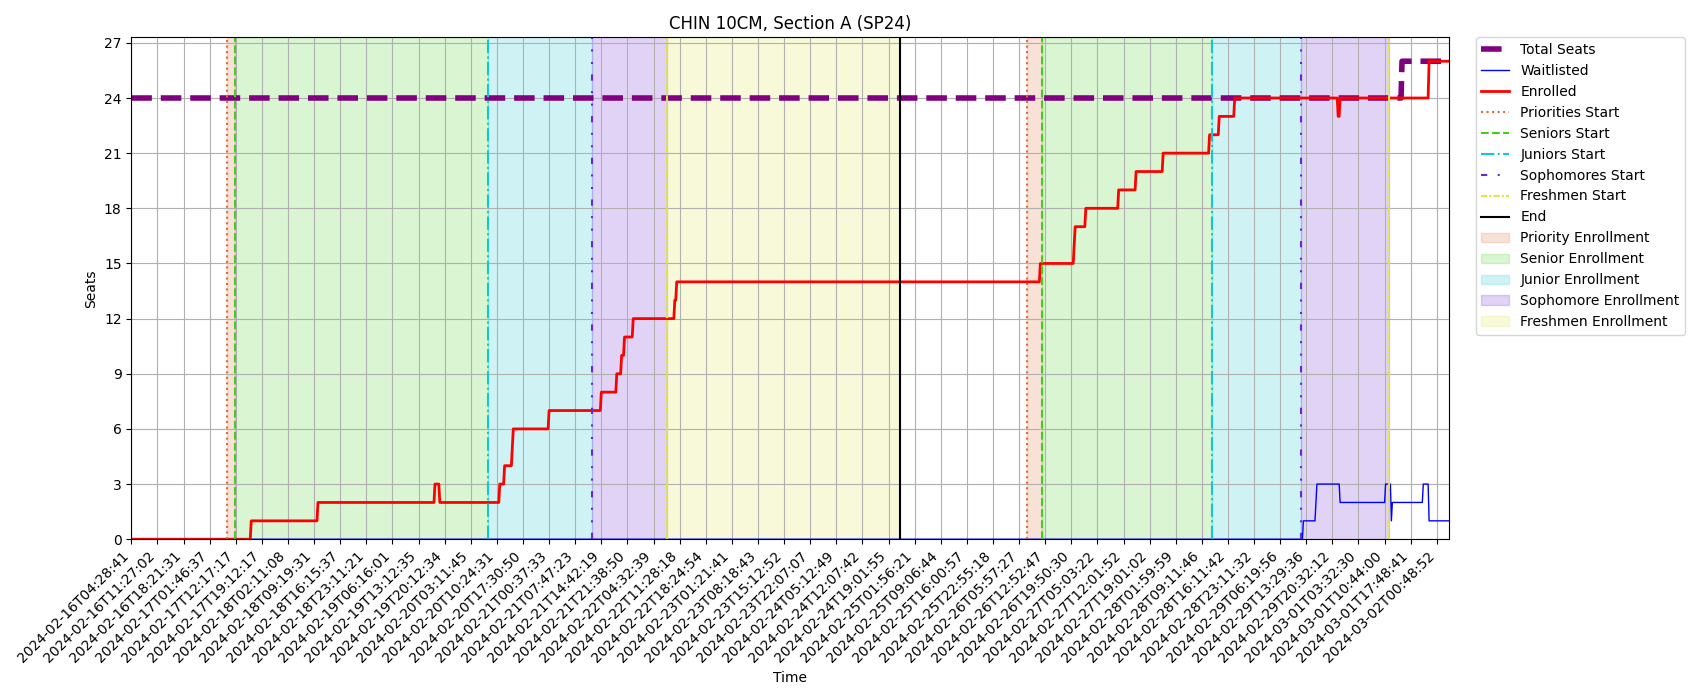 CHIN 10CM, Section A (SP24)
27
24
21
18
15
12
9
6
3
0
Seats
2024-02-16T04:28:41
2024-02-16T11:27:02
2024-02-16T18:21:31
2024-02-17T01:46:37
2024-02-17T12:17:17
2024-02-17T19:12:17
2024-02-18T02:11:08
2024-02-18T09:19:31
2024-02-18T16:15:37
2024-02-18T23:11:21
2024-02-19T06:16:01
2024-02-19T13:12:35
2024-02-19T20:12:34
2024-02-20T03:11:45
2024-02-20T10:24:31
2024-02-20T17:30:50
2024-02-21T00:37:33
2024-02-21T07:47:23
2024-02-21T14:42:19
2024-02-21T21:38:50
2024-02-22T04:32:39
2024-02-22T11:28:18
2024-02-22T18:24:54
2024-02-23T01:21:41
2024-02-23T08:18:43
2024-02-23T15:12:52
2024-02-23T22:07:07
2024-02-24T05:12:49
2024-02-24T12:07:42
2024-02-24T19:01:55
2024-02-25T01:56:21
2024-02-25T09:06:44
2024-02-25T16:00:57
2024-02-25T22:55:18
2024-02-26T05:57:27
2024-02-26T12:52:47
2024-02-26T19:50:30
2024-02-27T05:03:22
2024-02-27T12:01:52
2024-02-27T19:01:02
2024-02-28T01:59:59
2024-02-28T09:11:46
2024-02-28T16:11:42
2024-02-28T23:11:32
2024-02-29T06:19:56
2024-02-29T13:29:36
2024-02-29T20:32:12
2024-03-01T03:32:30
2024-03-01T10:44:00
2024-03-01T17:48:41
2024-03-02T00:48:52
Time
Total Seats
Waitlisted
Enrolled
Priorities Start
Seniors Start
Juniors Start
Sophomores Start
Freshmen Start
End
Priority Enrollment
Senior Enrollment
Junior Enrollment
Sophomore Enrollment
Freshmen Enrollment